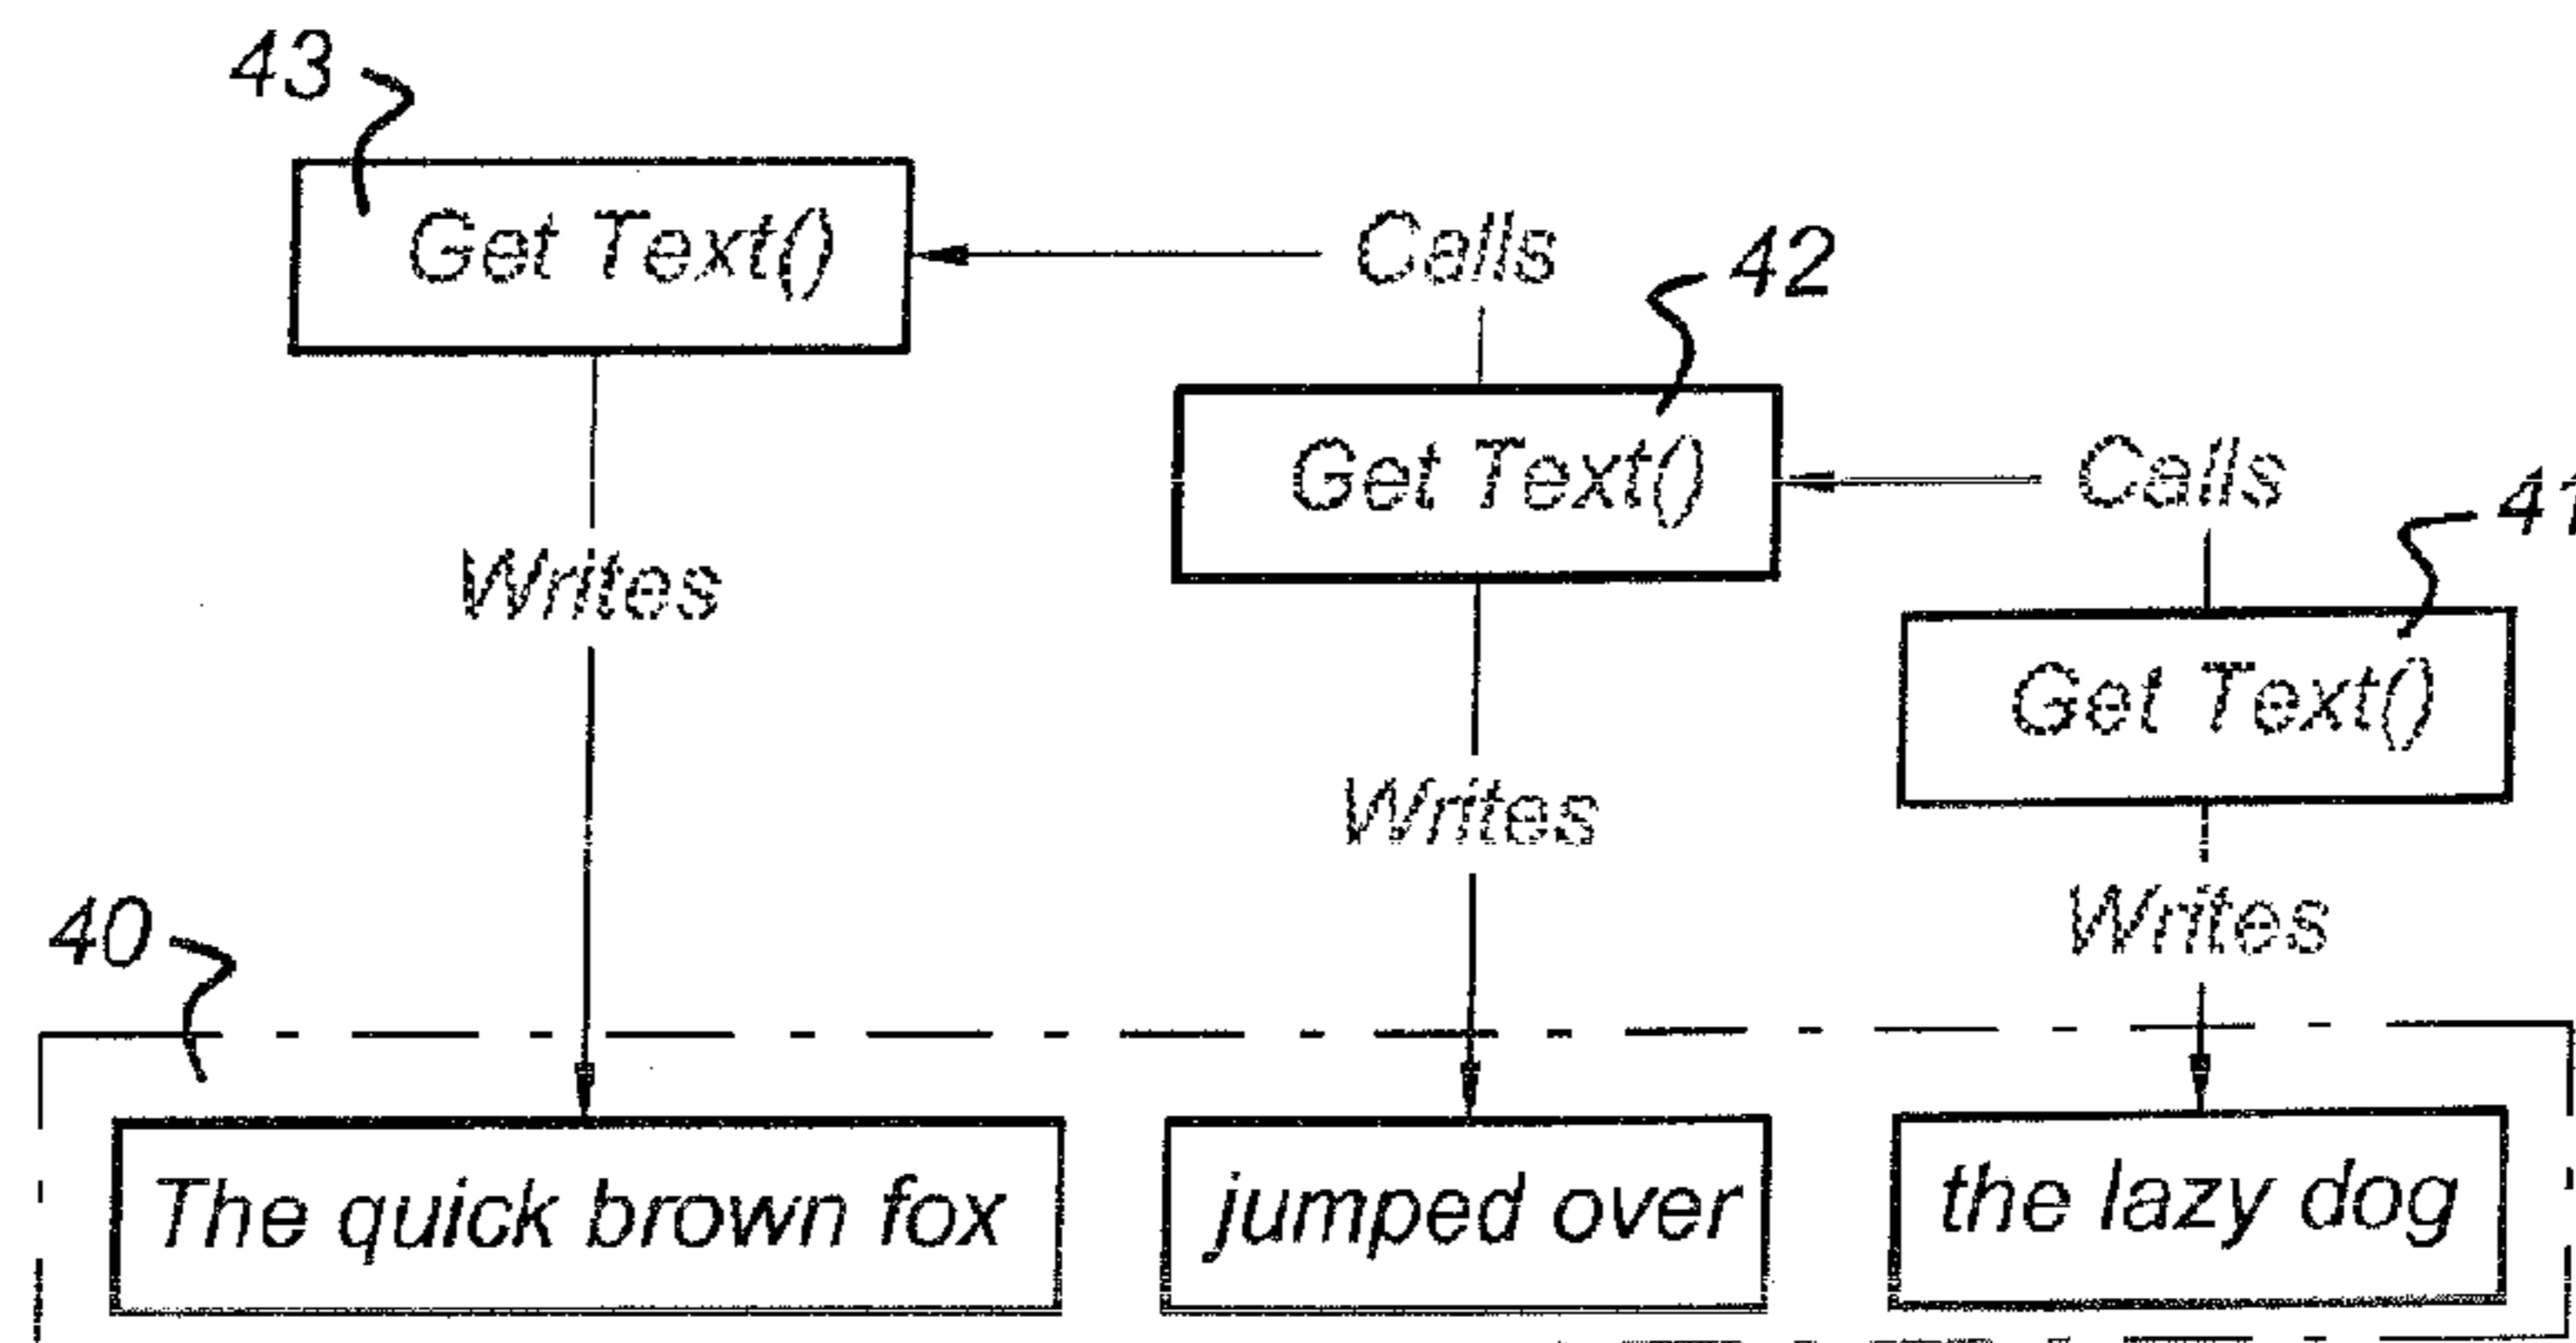 43
Get Text()
Calls
42
Get Text()
Calls
41
Writes
Get Text()
Writes
Writes
40
The quick brown fox
jumped over
the lazy dog